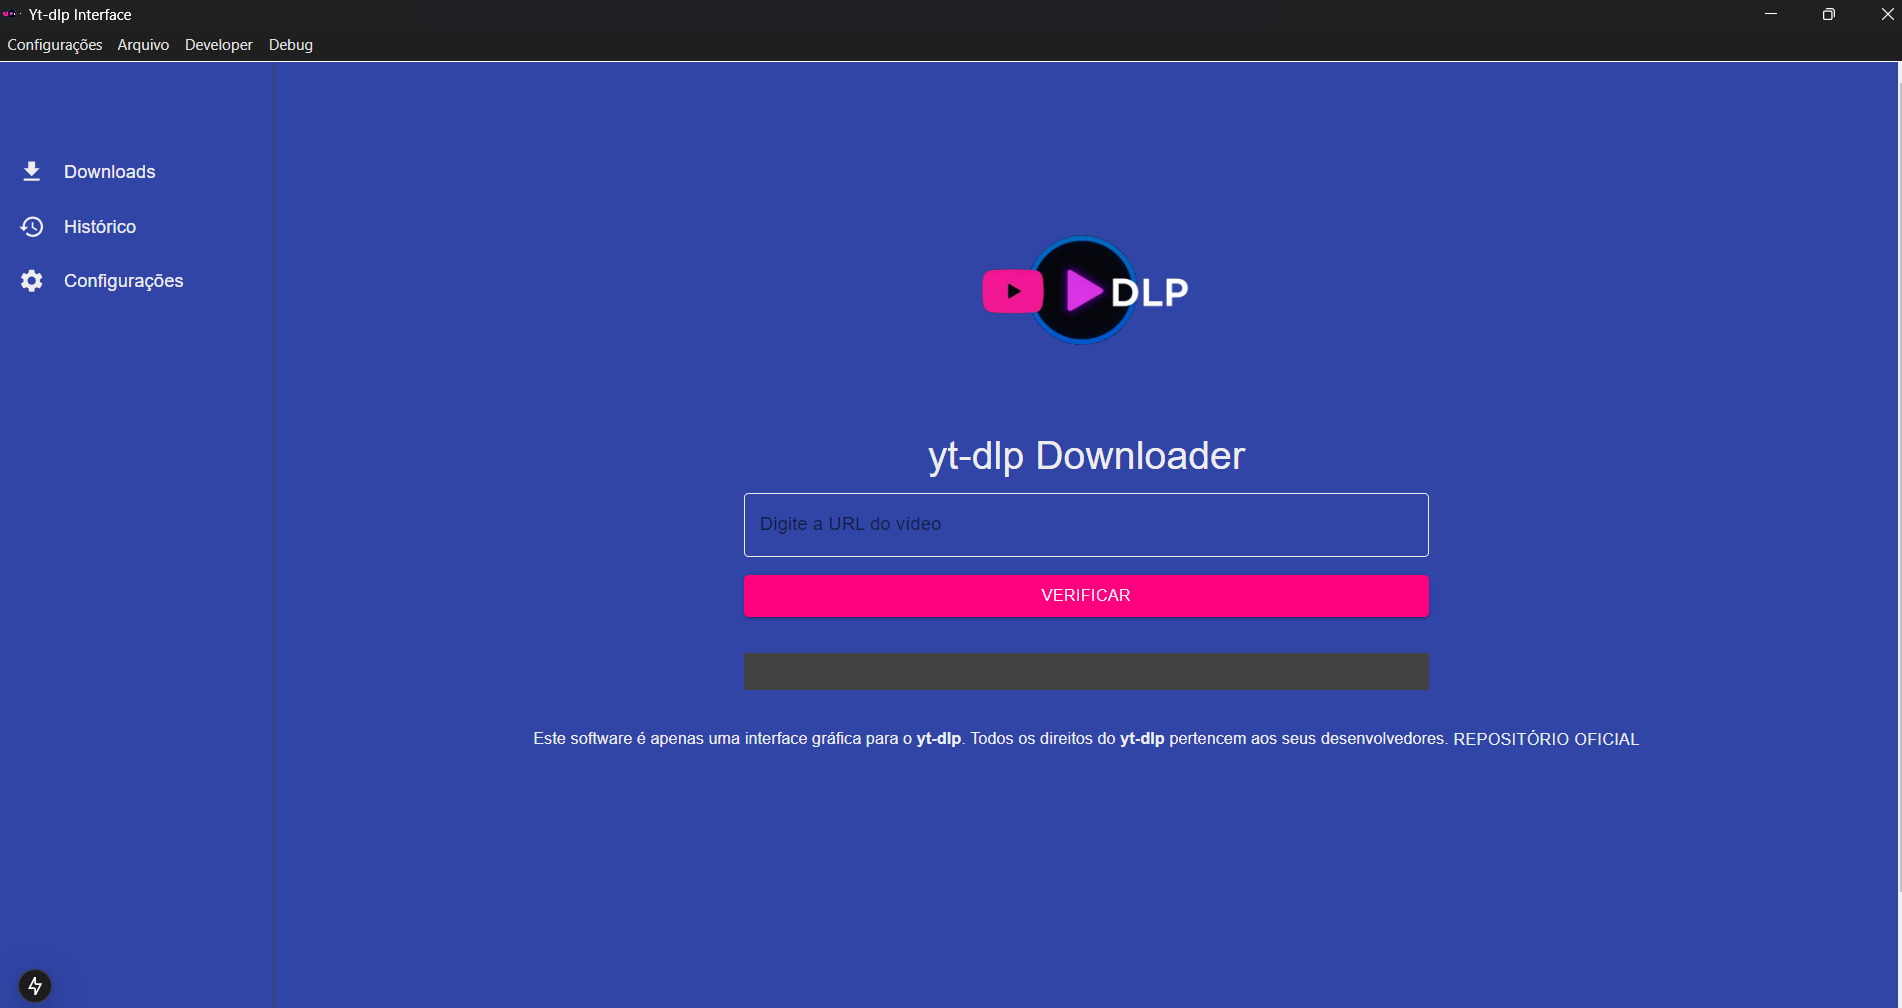 Yt-dlp Interface
Configurações Arquivo Developer Debug
Downloads
Histórico
Configurações
DLP
yt-dlp Downloader
Digite a URL do vídeo
VERIFICAR
Este software é apenas uma interface gráfica para o yt-dlp. Todos os direitos do yt-dlp pertencem aos seus desenvolvedores. REPOSITÓRIO OFICIAL